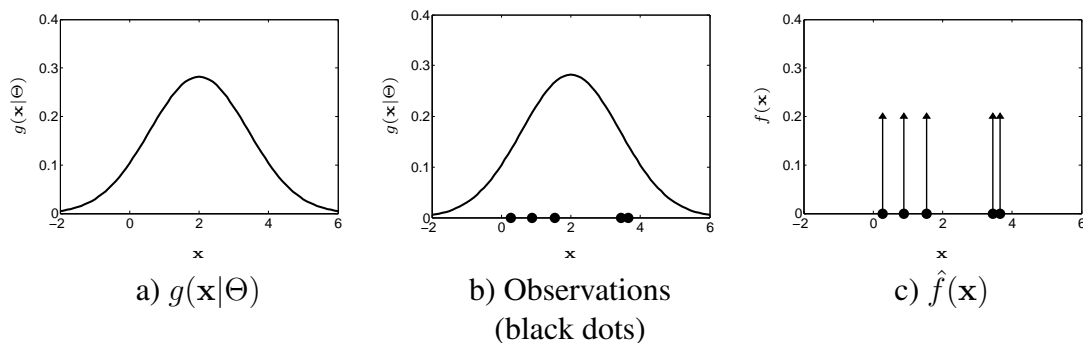 0.4
0.3
0.2
0.1
0
−2 0 2 4 6
g(x|Θ)
x
a) g(x|Θ)
0.4
0.3
0.2
0.1
0
−2 0 2 4 6
g(x|Θ)
x
b) Observations
(black dots)
0.4
0.3
0.2
0.1
0
−2 0 2 4 6
f(x)
x
c) f̂(x)